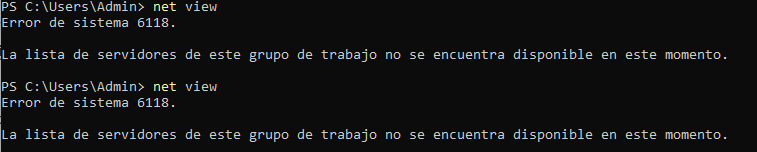 PS C:\Users\Admin> net view
Error de sistema 6118.
La lista de servidores de este grupo de trabajo no se encuentra disponible en este momento.
PS C:\Users\Admin> net view
Error de sistema 6118.
La lista de servidores de este grupo de trabajo no se encuentra disponible en este momento.